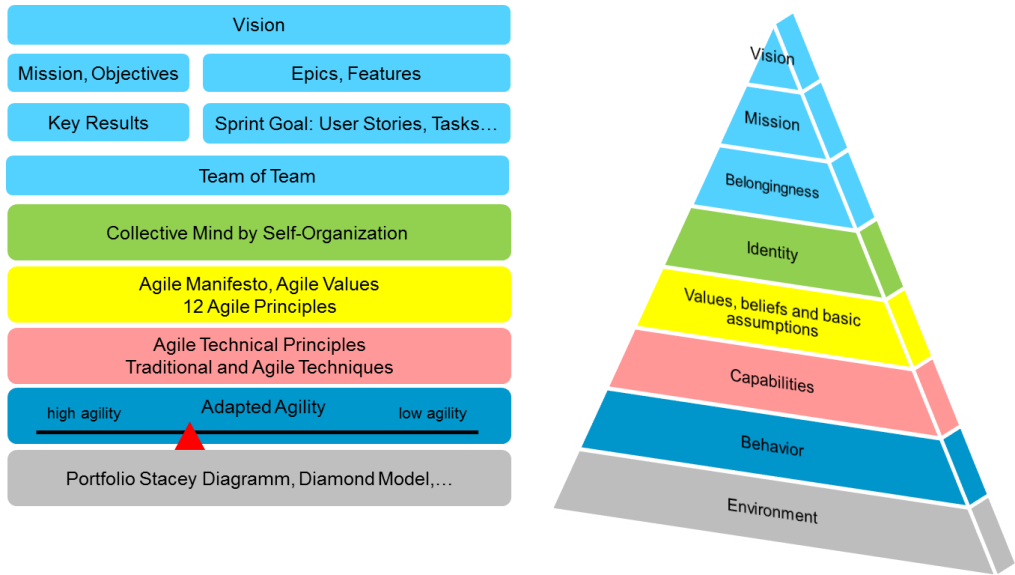 Vision
Mission, Objectives
Epics, Features
Key Results
Sprint Goal: User Stories, Tasks…
Team of Team
Collective Mind by Self-Organization
Agile Manifesto, Agile Values
12 Agile Principles
Agile Technical Principles
Traditional and Agile Techniques
high agility
Adapted Agility
low agility
Portfolio Stacey Diagramm, Diamond Model,…
Vision
Mission
Belongingness
Identity
Values, beliefs and basic
assumptions
Capabilities
Behavior
Environment